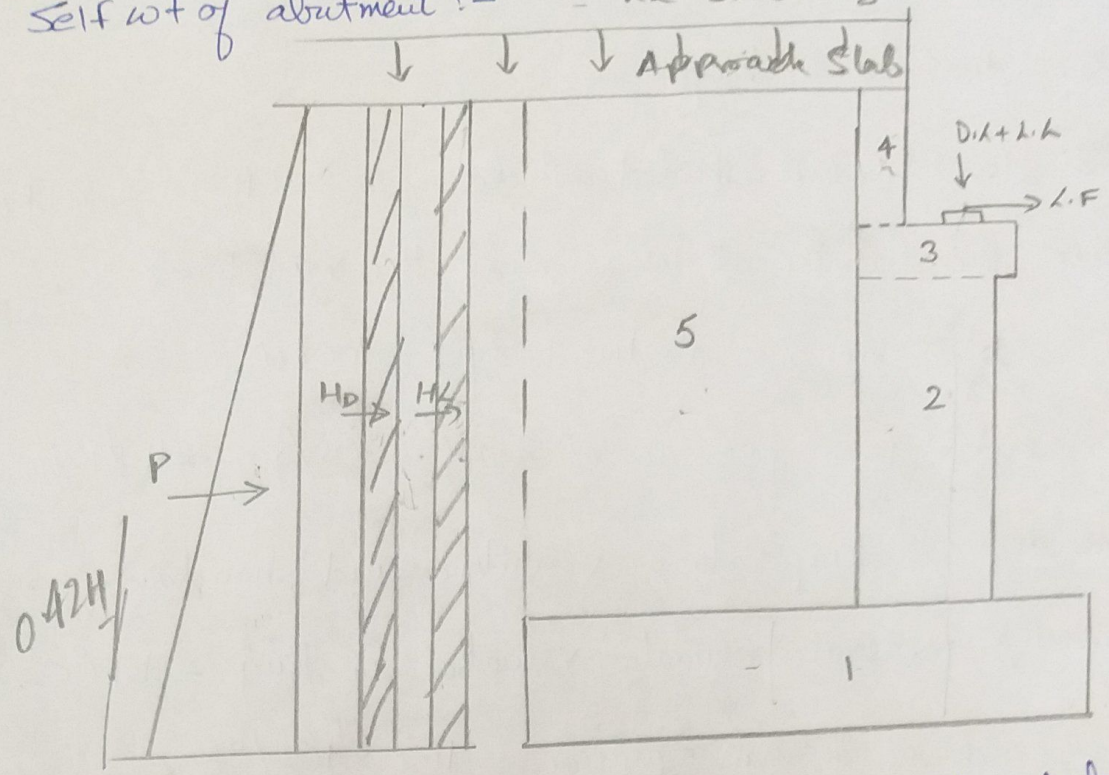 Self wt of abutment :-
Approach Slab
4
D.L + L.L
L.F
3
5
HD
HL
2
P
0.42H
1